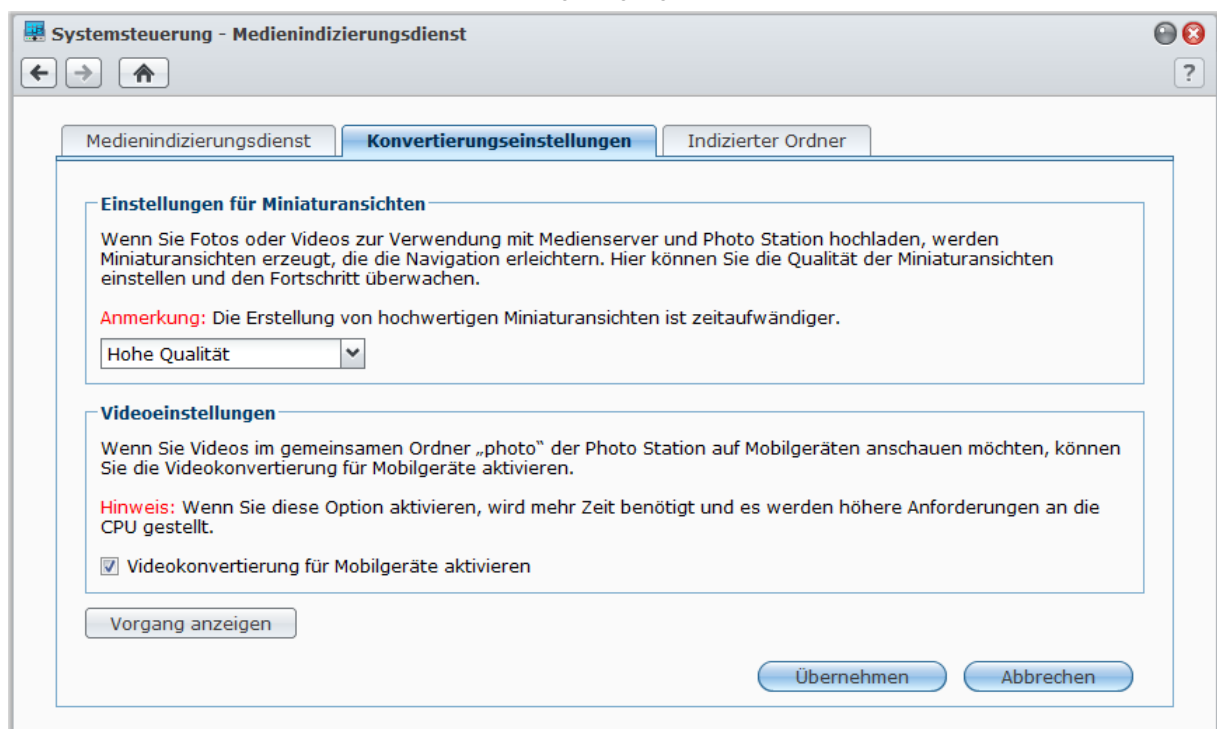 Systemsteuerung - Medienindizierungsdienst
?
Medienindizierungsdienst Konvertierungseinstellungen Indizierter Ordner
Einstellungen für Miniaturansichten
Wenn Sie Fotos oder Videos zur Verwendung mit Medienserver und Photo Station hochladen, werden
Miniaturansichten erzeugt, die die Navigation erleichtern. Hier können Sie die Qualität der Miniaturansichten
einstellen und den Fortschritt überwachen.
Anmerkung: Die Erstellung von hochwertigen Miniaturansichten ist zeitaufwändiger.
Hohe Qualität
Videoeinstellungen
Wenn Sie Videos im gemeinsamen Ordner „photo“ der Photo Station auf Mobilgeräten anschauen möchten, können
Sie die Videokonvertierung für Mobilgeräte aktivieren.
Hinweis: Wenn Sie diese Option aktivieren, wird mehr Zeit benötigt und es werden höhere Anforderungen an die
CPU gestellt.
Videokonvertierung für Mobilgeräte aktivieren
Vorgang anzeigen
Übernehmen Abbrechen